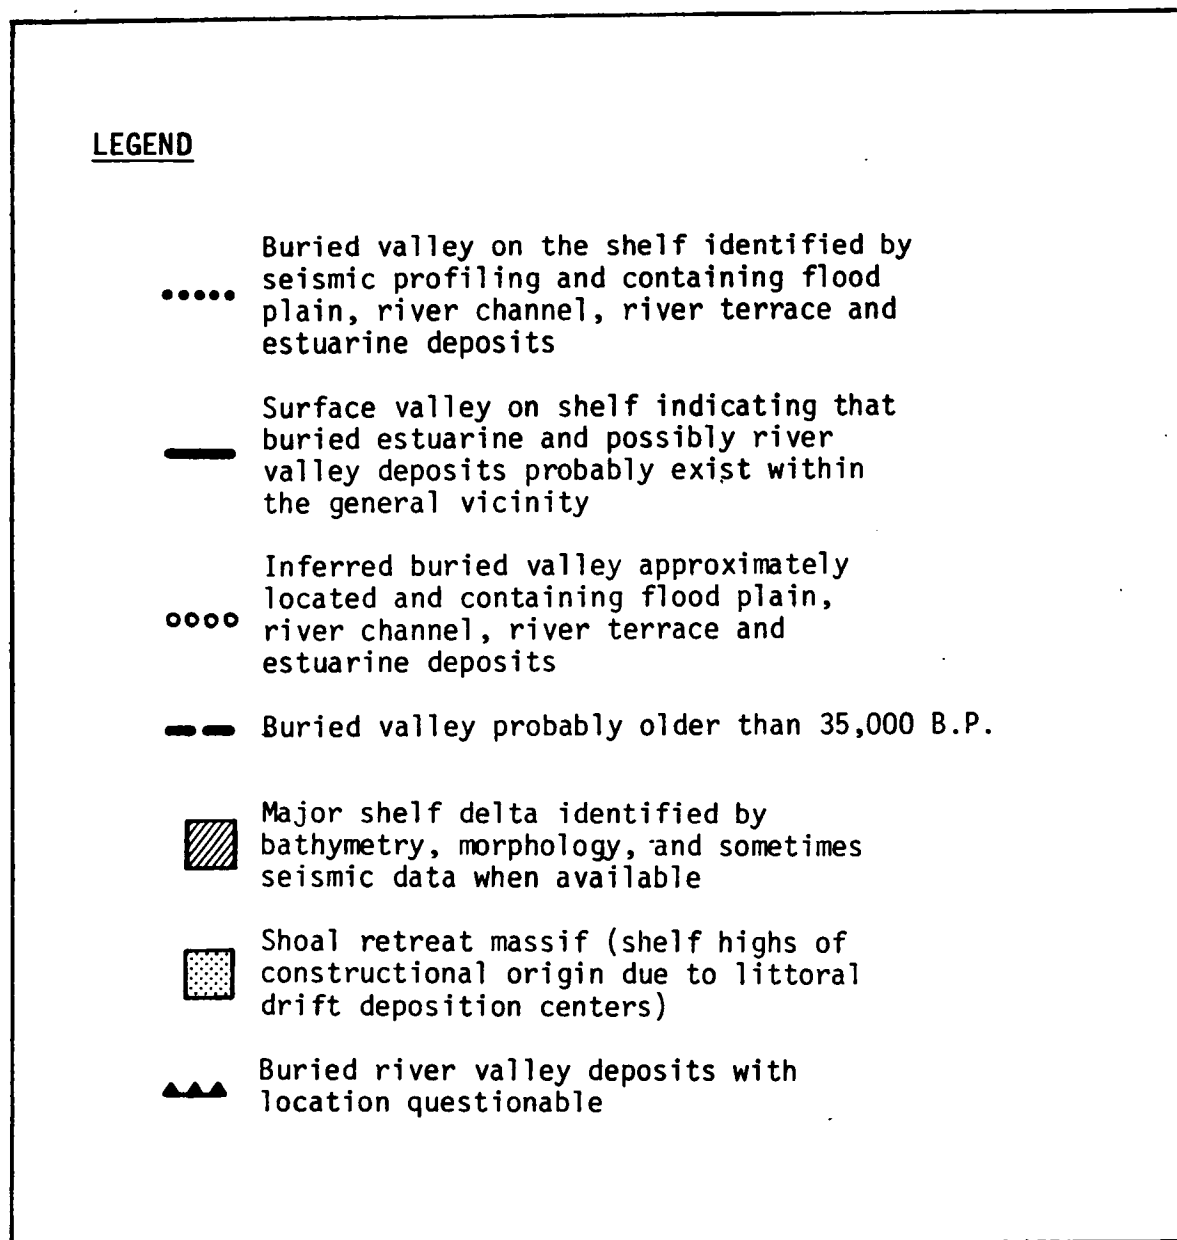 LEGEND
Buried valley on the shelf identified by
seismic profiling and containing flood
plain, river channel, river terrace and
estuarine deposits
Surface valley on shelf indicating that
buried estuarine and possibly river
valley deposits probably exist within
the general vicinity
Inferred buried valley approximately
located and containing flood plain,
river channel, river terrace and
estuarine deposits
Buried valley probably older than 35,000 B.P.
Major shelf delta identified by
bathymetry, morphology, and sometimes
seismic data when available
Shoal retreat massif (shelf highs of
constructional origin due to littoral
drift deposition centers)
Buried river valley deposits with
location questionable